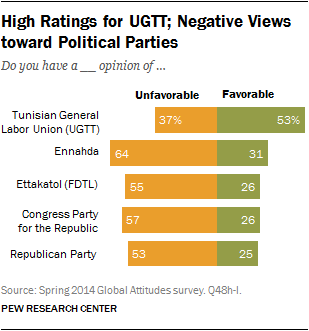 High Ratings for UGTT; Negative Views
toward Political Parties
Do you have a __ opinion of ...
Unfavorable Favorable
Tunisian General
Labor Union (UGTT)
37% 53%
Ennahda 64 31
Ettakatol (FDTL) 55 26
Congress Party
for the Republic
57 26
Republican Party 53 25
Source: Spring 2014 Global Attitudes survey. Q48h-l.
PEW RESEARCH CENTER